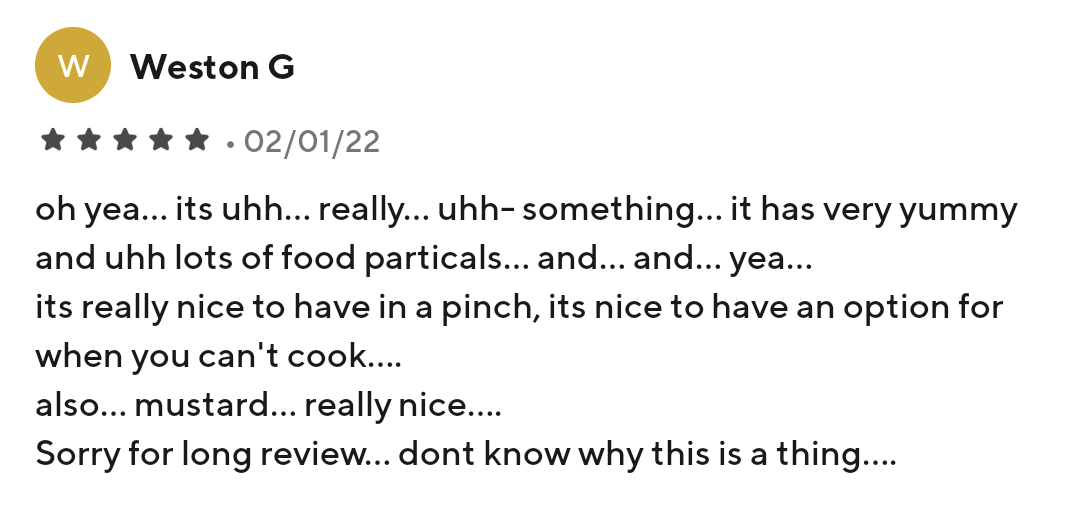 W
Weston G
★★★★★ • 02/01/22
oh yea... its uhh... really... uhh- something... it has very yummy
and uhh lots of food particals... and... and... yea...
its really nice to have in a pinch, its nice to have an option for
when you can't cook....
also... mustard... really nice....
Sorry for long review... dont know why this is a thing....